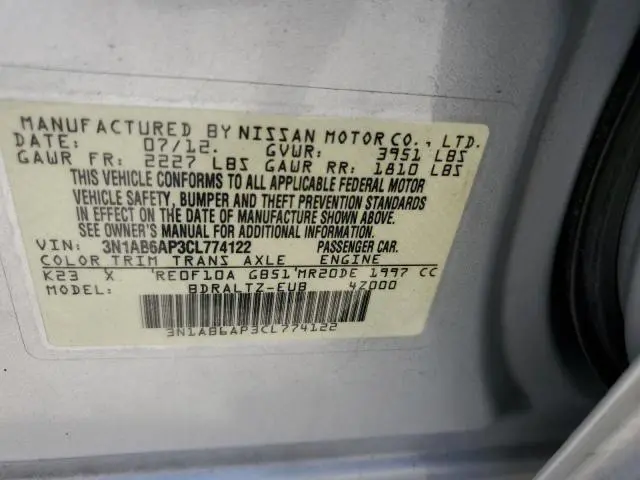 MANUFACTURED BY NISSAN MOTOR CO., LTD.
DATE: 07/12. GVWR: 3951 LBS
GAWR FR: 2227 LBS GAWR RR: 1810 LBS
THIS VEHICLE CONFORMS TO ALL APPLICABLE FEDERAL MOTOR
VEHICLE SAFETY, BUMPER AND THEFT PREVENTION STANDARDS
IN EFFECT ON THE DATE OF MANUFACTURE SHOWN ABOVE.
SEE OWNER'S MANUAL FOR ADDITIONAL INFORMATION.
VIN: 3N1AB6AP3CL774122 PASSENGER CAR.
COLOR TRIM TRANS AXLE ENGINE
K23 X 'RE0F10A GB51'MR20DE 1997 CC
MODEL: BDRALTZ-EUB 4Z000
3N1AB6AP3CL774122